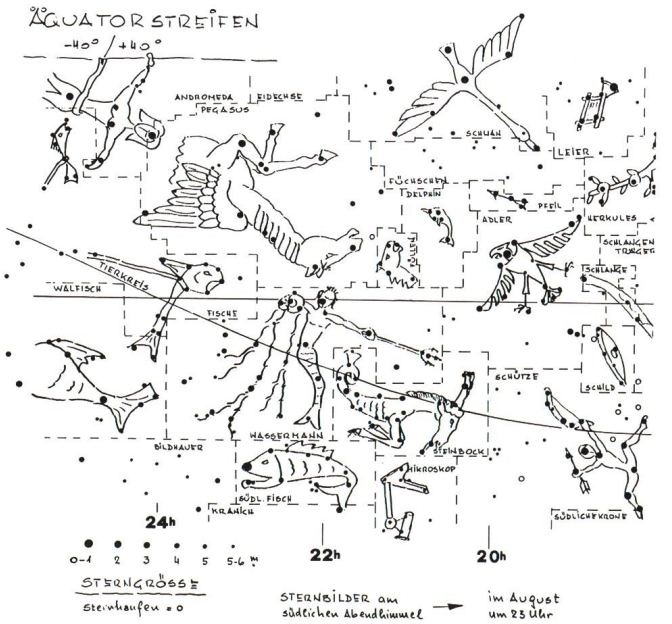 ÄQUATORSTREIFEN
-40° +40°
ANDROMEDA
EIDECHSE
PEGASUS
SCHWAN
LEIER
FÜCHSCHEN
DELPHIN
PFEIL
ADLER
HERKULES
FÜLLEN
SCHLANGEN
TRÄGER
TIERKREIS
SCHLANGE
WALFISCH
FISCHE
SCHÜTZE
SCHILD
WASSERMANN
BILDHAUER
STEINBOCK
MIKROSKOP
SÜDL. FISCH
KRANICH
SÜDLICHE KRONE
24h
22h
20h
0-1 2 3 4 5 5-6 m
STERNGRÖSSE
Steinhaufen = 0
STERNBILDER am
südlichen Abendhimmel
im August
um 23 Uhr